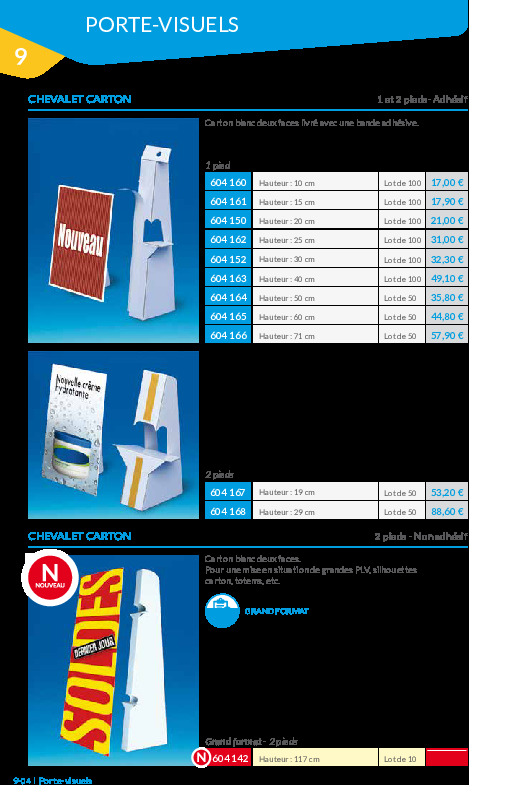 PORTE-VISUELS
9
CHEVALET CARTON 1 et 2 pieds - Adhésif
Carton blanc deux faces livré avec une bande adhésive.
1 pied
604 160 Hauteur : 10 cm Lot de 100 17,00 €
604 161 Hauteur : 15 cm Lot de 100 17,90 €
604 150 Hauteur : 20 cm Lot de 100 21,00 €
604 162 Hauteur : 25 cm Lot de 100 31,00 €
604 152 Hauteur : 30 cm Lot de 100 32,30 €
604 163 Hauteur : 40 cm Lot de 100 49,10 €
604 164 Hauteur : 50 cm Lot de 50 35,80 €
604 165 Hauteur : 60 cm Lot de 50 44,80 €
604 166 Hauteur : 71 cm Lot de 50 57,90 €
Nouveau
Nouvelle crème
hydratante
2 pieds
604 167 Hauteur : 19 cm Lot de 50 53,20 €
604 168 Hauteur : 29 cm Lot de 50 88,60 €
CHEVALET CARTON 2 pieds - Non adhésif
N
NOUVEAU
Carton blanc deux faces.
Pour une mise en situation de grandes PLV, silhouettes
carton, totems, etc.
GRAND FORMAT
SOLDES
DERNIER JOUR
Grand format - 2 pieds
N 604 142 Hauteur : 117 cm Lot de 10
9-04 | Porte-visuels